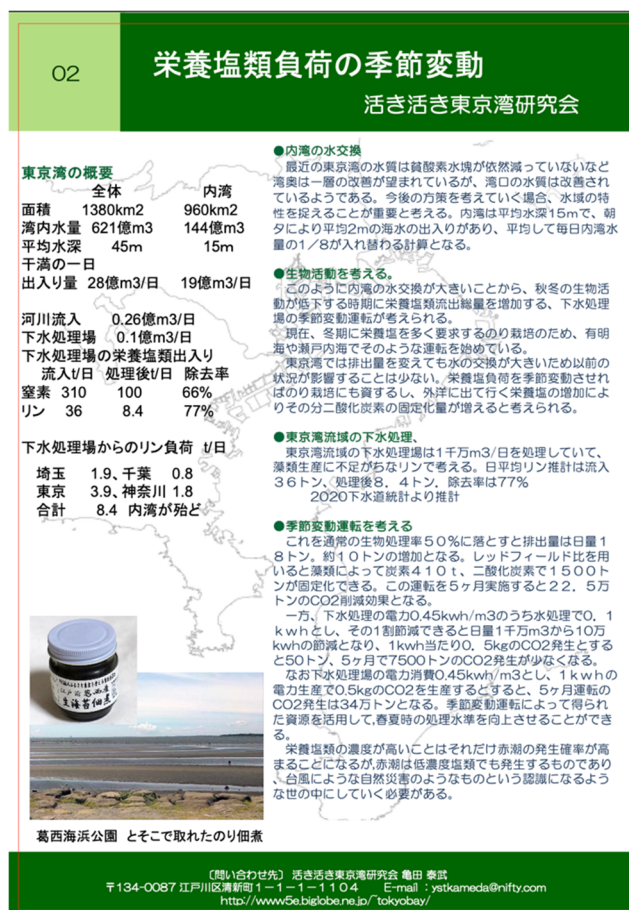 02
栄養塩類負荷の季節変動
活き活き東京湾研究会
東京湾の概要
全体 内湾
面積 1380km2 960km2
湾内水量 621億m3 144億m3
平均水深 45m 15m
干満の一日
出入り量 28億m3/日 19億m3/日
河川流入 0.26億m3/日
下水処理場 0.1億m3/日
下水処理場の栄養塩類出入り
流入t/日 処理後t/日 除去率
窒素 310 100 66%
リン 36 8.4 77%
下水処理場からのリン負荷 t/日
埼玉 1.9、千葉 0.8
東京 3.9、神奈川 1.8
合計 8.4 内湾が殆ど
葛西海浜公園 とそこで取れたのり佃煮
●内湾の水交換
最近の東京湾の水質は貧酸素水塊が依然減っていないなど
湾奥は一層の改善が望まれているが、湾口の水質は改善され
ているようである。今後の方策を考えていく場合、水域の特
性を捉えることが重要と考える。内湾は平均水深15mで、朝
夕により平均2mの海水の出入りがあり、平均して毎日内湾水
量の1/8が入れ替わる計算となる。
●生物活動を考える。
このように内湾の水交換が大きいことから、秋冬の生物活
動が低下する時期に栄養塩類流出総量を増加する、下水処理
場の季節変動運転が考えられる。
現在、冬期に栄養塩を多く要求するのり栽培のため、有明
海や瀬戸内海でそのような運転を始めている。
東京湾では排出量を変えても水の交換が大きいため以前の
状況が影響することは少ない。栄養塩負荷を季節変動させれ
ばのり栽培にも資するし、外洋に出て行く栄養塩の増加によ
りその分二酸化炭素の固定化量が増えると考えられる。
●東京湾流域の下水処理、
東京湾流域の下水処理場は1千万m3/日を処理していて、
藻類生産に不足がちなリンで考える。日平均リン推計は流入
36トン、処理後8.4トン．除去率は77%
2020下水道統計より推計
●季節変動運転を考える
これを通常の生物処理率50%に落とすと排出量は日量1
8トン。約10トンの増加となる。レッドフィールド比を用
いると藻類によって炭素410t、二酸化炭素で1500ト
ンが固定化できる。この運転を5ヶ月実施すると22．5万
トンのCO2削減効果となる。
一方、下水処理の電力0.45kwh/m3のうち水処理で0．1
kwhとし、その1割節減できると日量1千万m3から10万
kwhの節減となり、1kwh当たり0．5kgのCO2発生とする
と50トン、5ヶ月で7500トンのCO2発生が少なくなる。
なお下水処理場の電力消費0.45kwh/m3とし、1kwhの
電力生産で0.5kgのCO2を生産するとすると、5ヶ月運転の
CO2発生は34万トンとなる。季節変動運転によって得られ
た資源を活用して,春夏時の処理水準を向上させることができ
る。
栄養塩類の濃度が高いことはそれだけ赤潮の発生確率が高
まることになるが,赤潮は低濃度塩類でも発生するものであり
、台風にような自然災害のようなものという認識になるよう
な世の中にしていく必要がある。
〔問い合わせ先〕 活き活き東京湾研究会 亀田 泰武
〒134-0087 江戸川区清新町1-1-1-1104 E-mail：ystkameda@nifty.com
http://www5e.biglobe.ne.jp/~tokyobay/